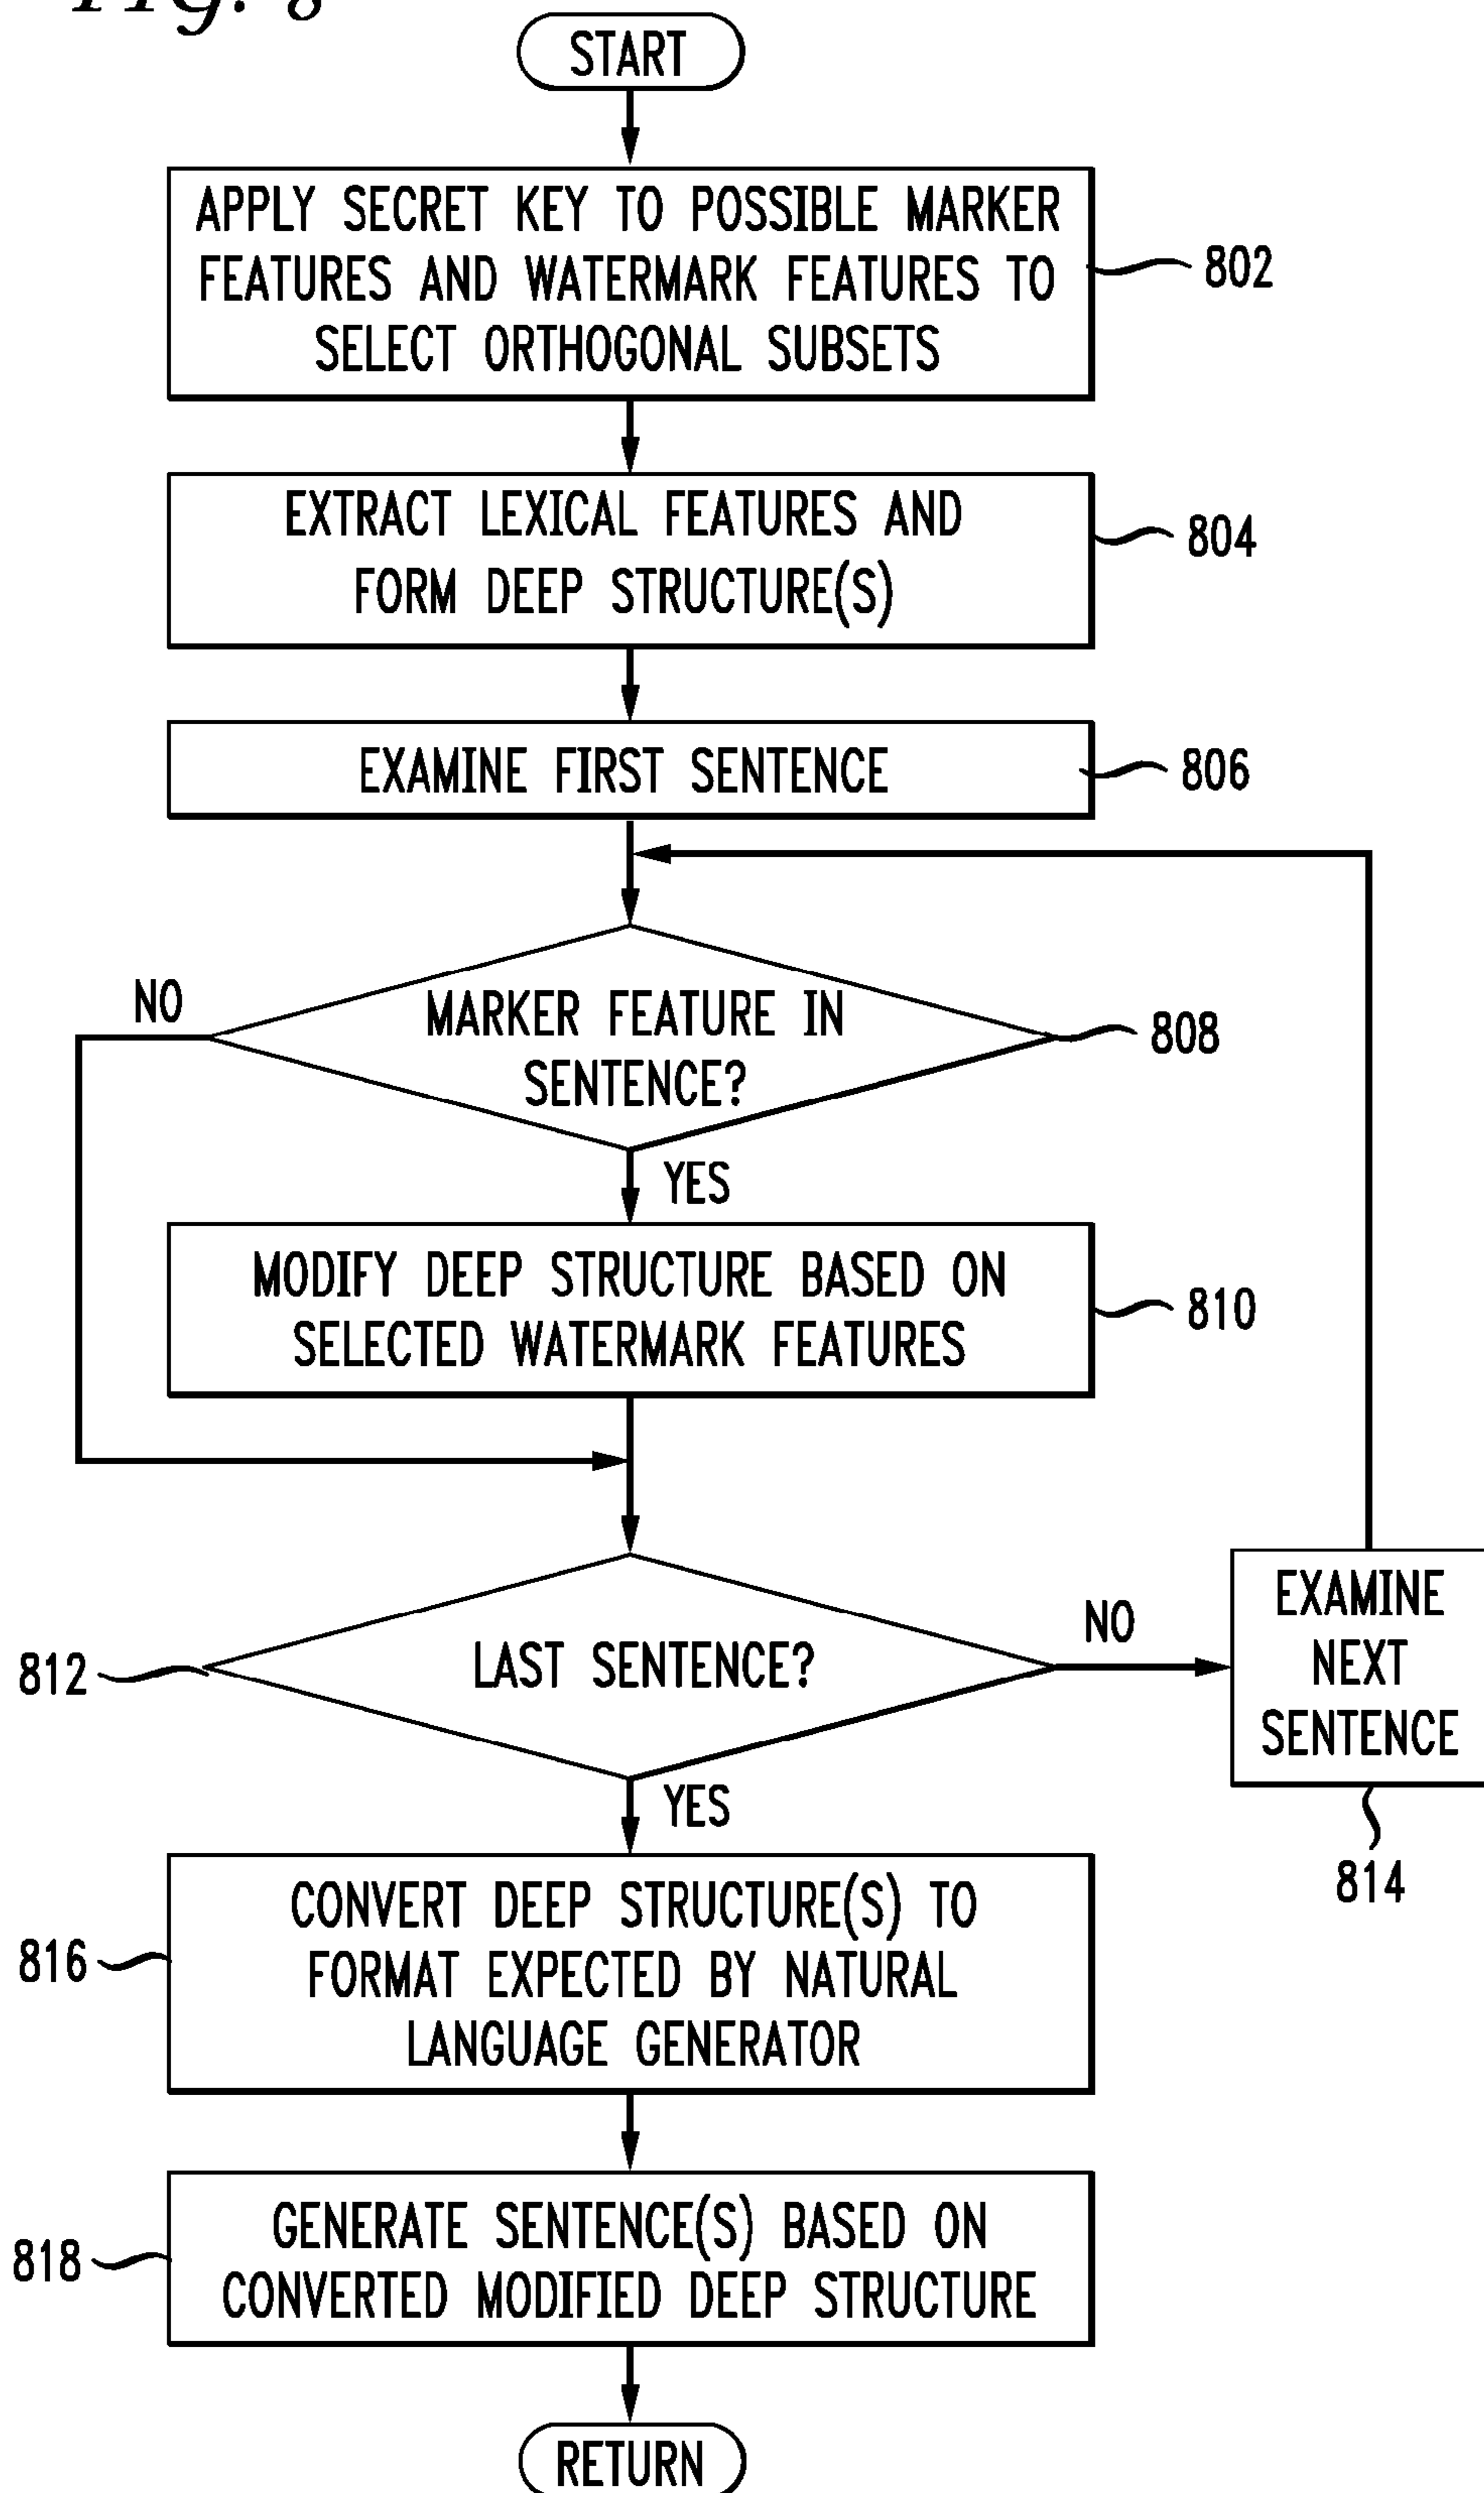 Fig. 8
START
APPLY SECRET KEY TO POSSIBLE MARKER
FEATURES AND WATERMARK FEATURES TO
SELECT ORTHOGONAL SUBSETS
802
EXTRACT LEXICAL FEATURES AND
FORM DEEP STRUCTURE(S)
804
EXAMINE FIRST SENTENCE
806
NO
MARKER FEATURE IN
SENTENCE?
808
YES
MODIFY DEEP STRUCTURE BASED ON
SELECTED WATERMARK FEATURES
810
812
LAST SENTENCE?
NO
EXAMINE
NEXT
SENTENCE
814
YES
816
CONVERT DEEP STRUCTURE(S) TO
FORMAT EXPECTED BY NATURAL
LANGUAGE GENERATOR
818
GENERATE SENTENCE(S) BASED ON
CONVERTED MODIFIED DEEP STRUCTURE
RETURN